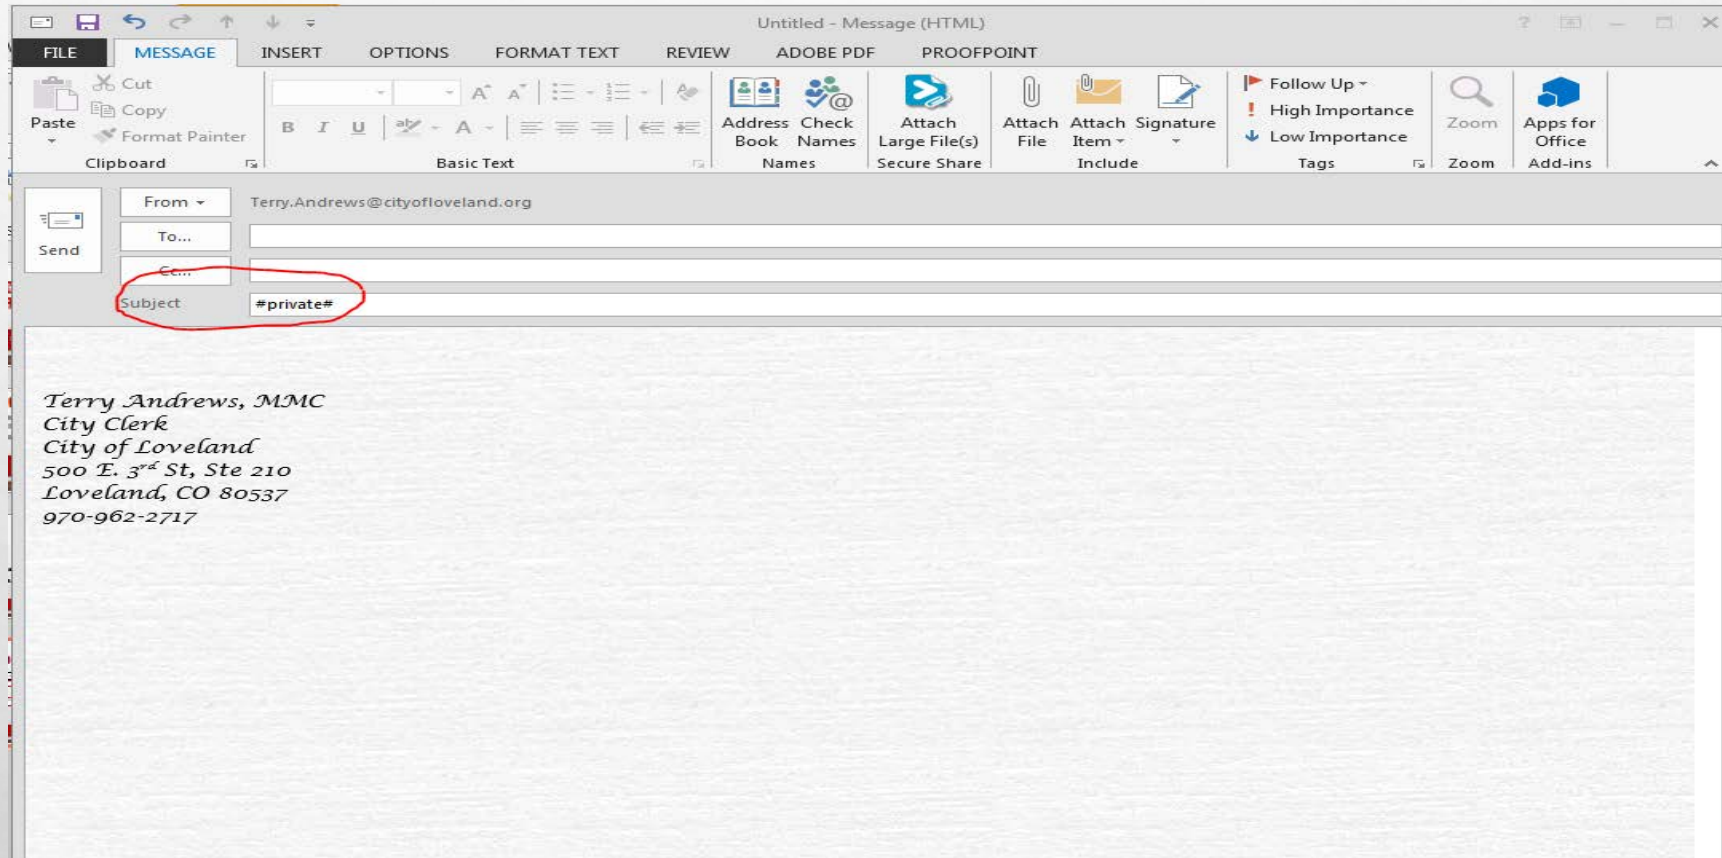 Untitled - Message (HTML)
FILE MESSAGE INSERT OPTIONS FORMAT TEXT REVIEW ADOBE PDF PROOFPOINT
Paste
Cut
Copy
Format Painter
Clipboard
B I U
Basic Text
Address Book
Check Names
Names
Attach Large File(s)
Secure Share
Attach File
Attach Item
Signature
Include
Follow Up
High Importance
Low Importance
Tags
Zoom
Zoom
Apps for Office
Add-ins
Send
From
Terry.Andrews@cityofloveland.org
To...
Cc...
Subject
#private#
Terry Andrews, MMC
City Clerk
City of Loveland
500 E. 3rd St, Ste 210
Loveland, CO 80537
970-962-2717